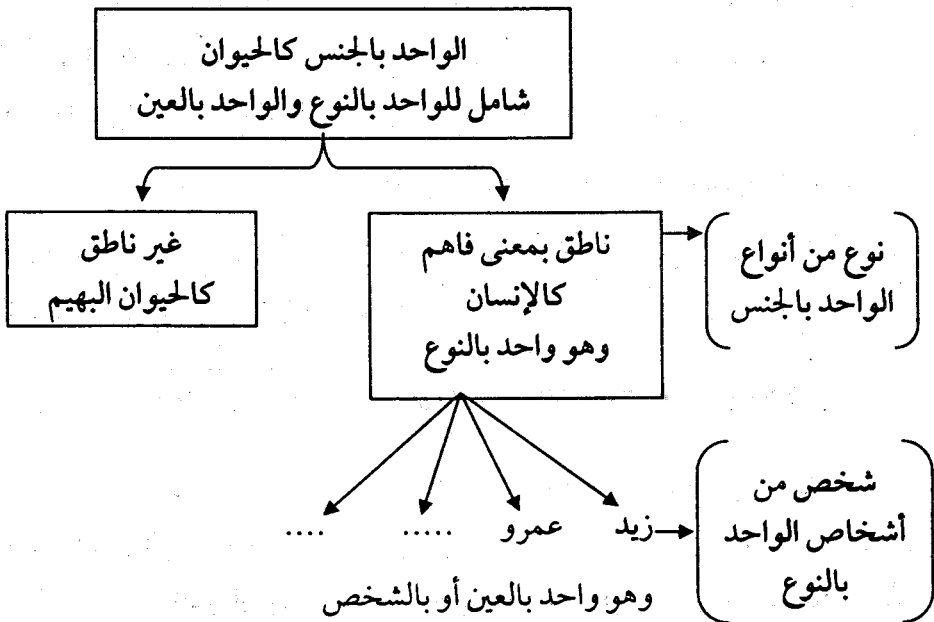 الواحد بالجنس كالحيوان
شامل للواحد بالنوع والواحد بالعين
نوع من أنواع
الواحد بالجنس
ناطق بمعنى فاهم
كالإنسان
وهو واحد بالنوع
غير ناطق
كالحيوان البهيم
شخص من
أشخاص الواحد
بالنوع
زيد عمرو ..... ....
وهو واحد بالعين أو بالشخص